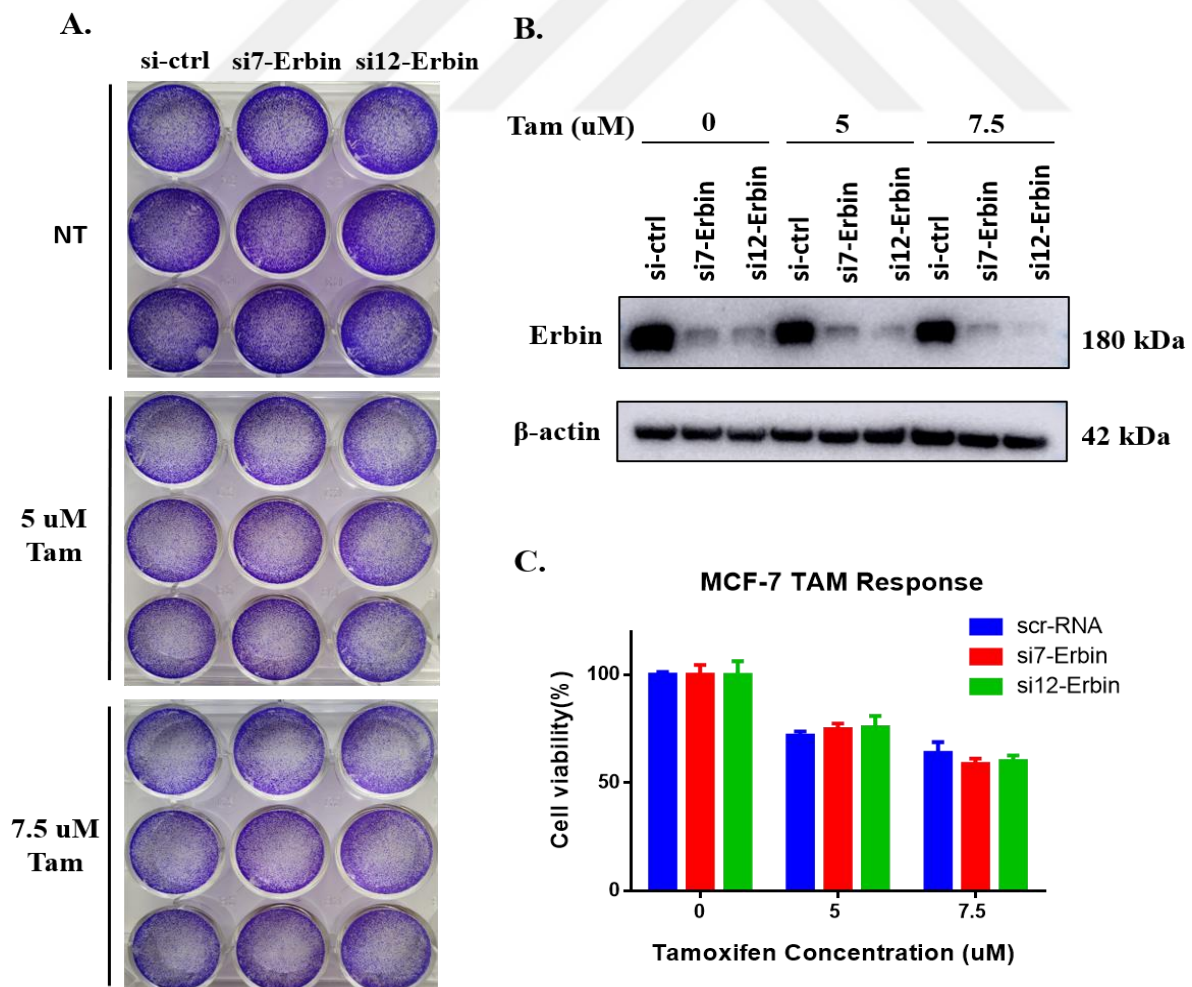 A.
si-ctrl si7-Erbin si12-Erbin
NT
5 uM
Tam
7.5 uM
Tam
B.
Tam (uM) 0 5 7.5
si-ctrl si7-Erbin si12-Erbin si-ctrl si7-Erbin si12-Erbin si-ctrl si7-Erbin si12-Erbin
Erbin 180 kDa
β-actin 42 kDa
C.
MCF-7 TAM Response
scr-RNA
si7-Erbin
si12-Erbin
Cell viability(%)
100
50
0
0 5 7.5
Tamoxifen Concentration (uM)